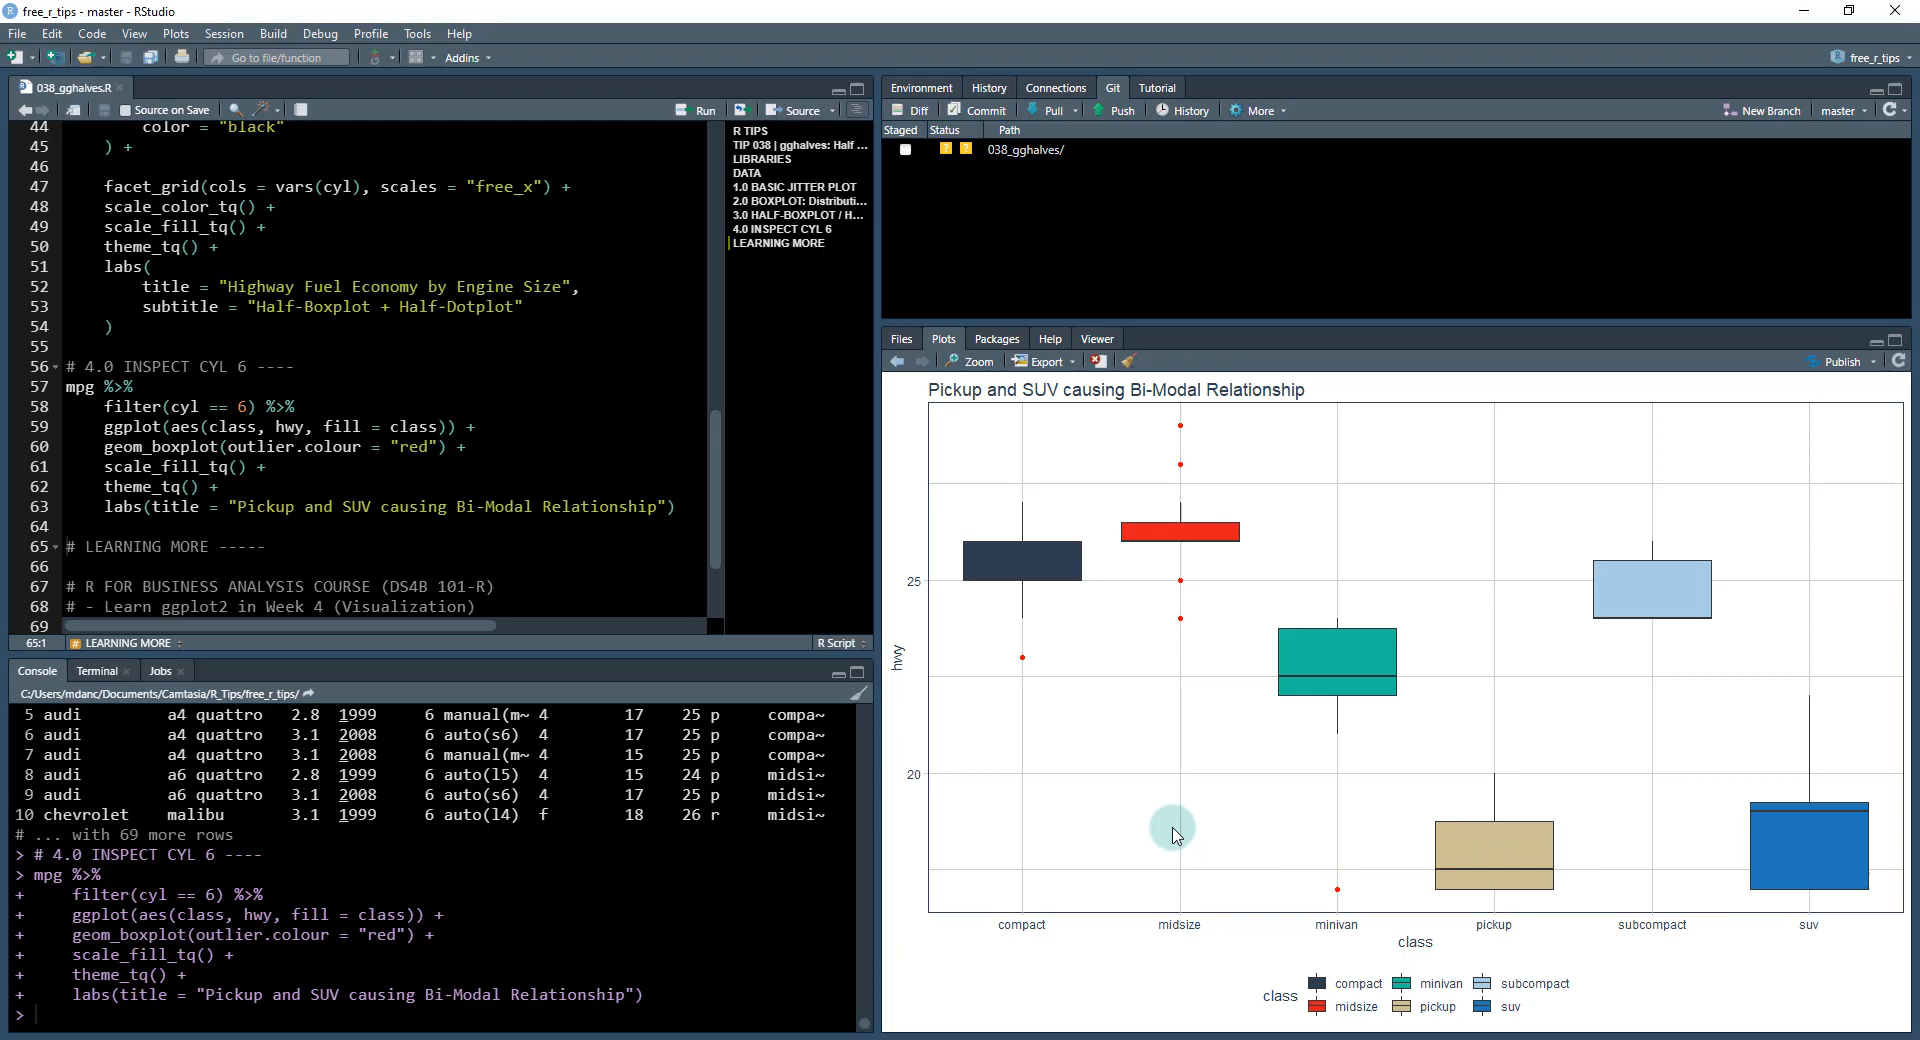 free_r_tips - master - RStudio
File Edit Code View Plots Session Build Debug Profile Tools Help
Go to file/function Addins free_r_tips
038_gghalves.R
Source on Save Run Source
44 color = "black"
45 ) +
46
47 facet_grid(cols = vars(cyl), scales = "free_x") +
48 scale_color_tq() +
49 scale_fill_tq() +
50 theme_tq() +
51 labs(
52 title = "Highway Fuel Economy by Engine Size",
53 subtitle = "Half-Boxplot + Half-Dotplot"
54 )
55
56 # 4.0 INSPECT CYL 6 ----
57 mpg %>%
58 filter(cyl == 6) %>%
59 ggplot(aes(class, hwy, fill = class)) +
60 geom_boxplot(outlier.colour = "red") +
61 scale_fill_tq() +
62 theme_tq() +
63 labs(title = "Pickup and SUV causing Bi-Modal Relationship")
64
65 # LEARNING MORE -----
66
67 # R FOR BUSINESS ANALYSIS COURSE (DS4B 101-R)
68 # - Learn ggplot2 in Week 4 (Visualization)
69
R TIPS
TIP 038 | gghalves: Half ...
LIBRARIES
DATA
1.0 BASIC JITTER PLOT
2.0 BOXPLOT: Distributi...
3.0 HALF-BOXPLOT / H...
4.0 INSPECT CYL 6
LEARNING MORE
65:1 # LEARNING MORE R Script
Console Terminal Jobs
C:/Users/mdanc/Documents/Camtasia/R_Tips/free_r_tips/
5 audi a4 quattro 2.8 1999 6 manual(m~ 4 17 25 p compa~
6 audi a4 quattro 3.1 2008 6 auto(s6) 4 17 25 p compa~
7 audi a4 quattro 3.1 2008 6 manual(m~ 4 15 25 p compa~
8 audi a6 quattro 2.8 1999 6 auto(l5) 4 15 24 p midsi~
9 audi a6 quattro 3.1 2008 6 auto(s6) 4 17 25 p midsi~
10 chevrolet malibu 3.1 1999 6 auto(l4) f 18 26 r midsi~
# ... with 69 more rows
> # 4.0 INSPECT CYL 6 ----
> mpg %>%
+ filter(cyl == 6) %>%
+ ggplot(aes(class, hwy, fill = class)) +
+ geom_boxplot(outlier.colour = "red") +
+ scale_fill_tq() +
+ theme_tq() +
+ labs(title = "Pickup and SUV causing Bi-Modal Relationship")
>
Environment History Connections Git Tutorial
Diff Commit Pull Push History More New Branch master
Staged Status Path
? ? 038_gghalves/
Files Plots Packages Help Viewer
Zoom Export Publish
Pickup and SUV causing Bi-Modal Relationship
25
20
hwy
compact midsize minivan pickup subcompact suv
class
class compact minivan subcompact
midsize pickup suv